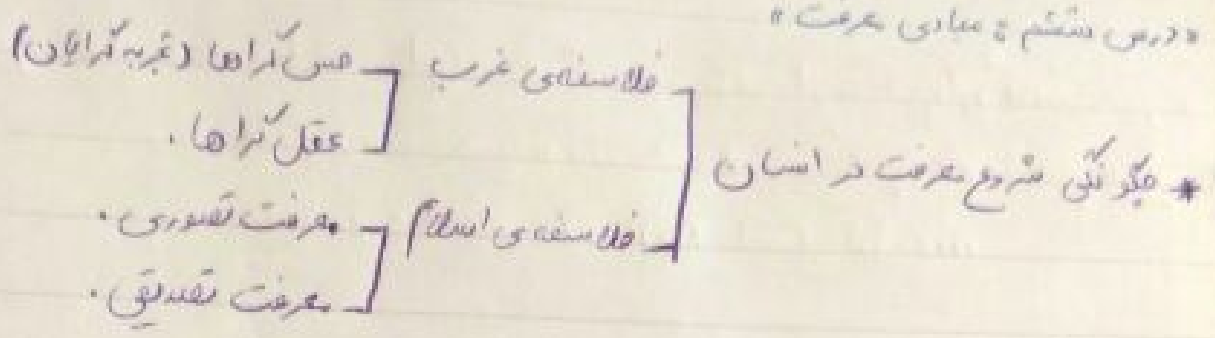 «درس ششم : مبادی معرفت»
* چگونگی شروع معرفت در انسان
فلاسفه‌ی غرب
حس گراها (تجربه گرایان)
عقل گراها.
فلاسفه‌ی اسلام
معرفت تصوری.
معرفت تصدیقی.